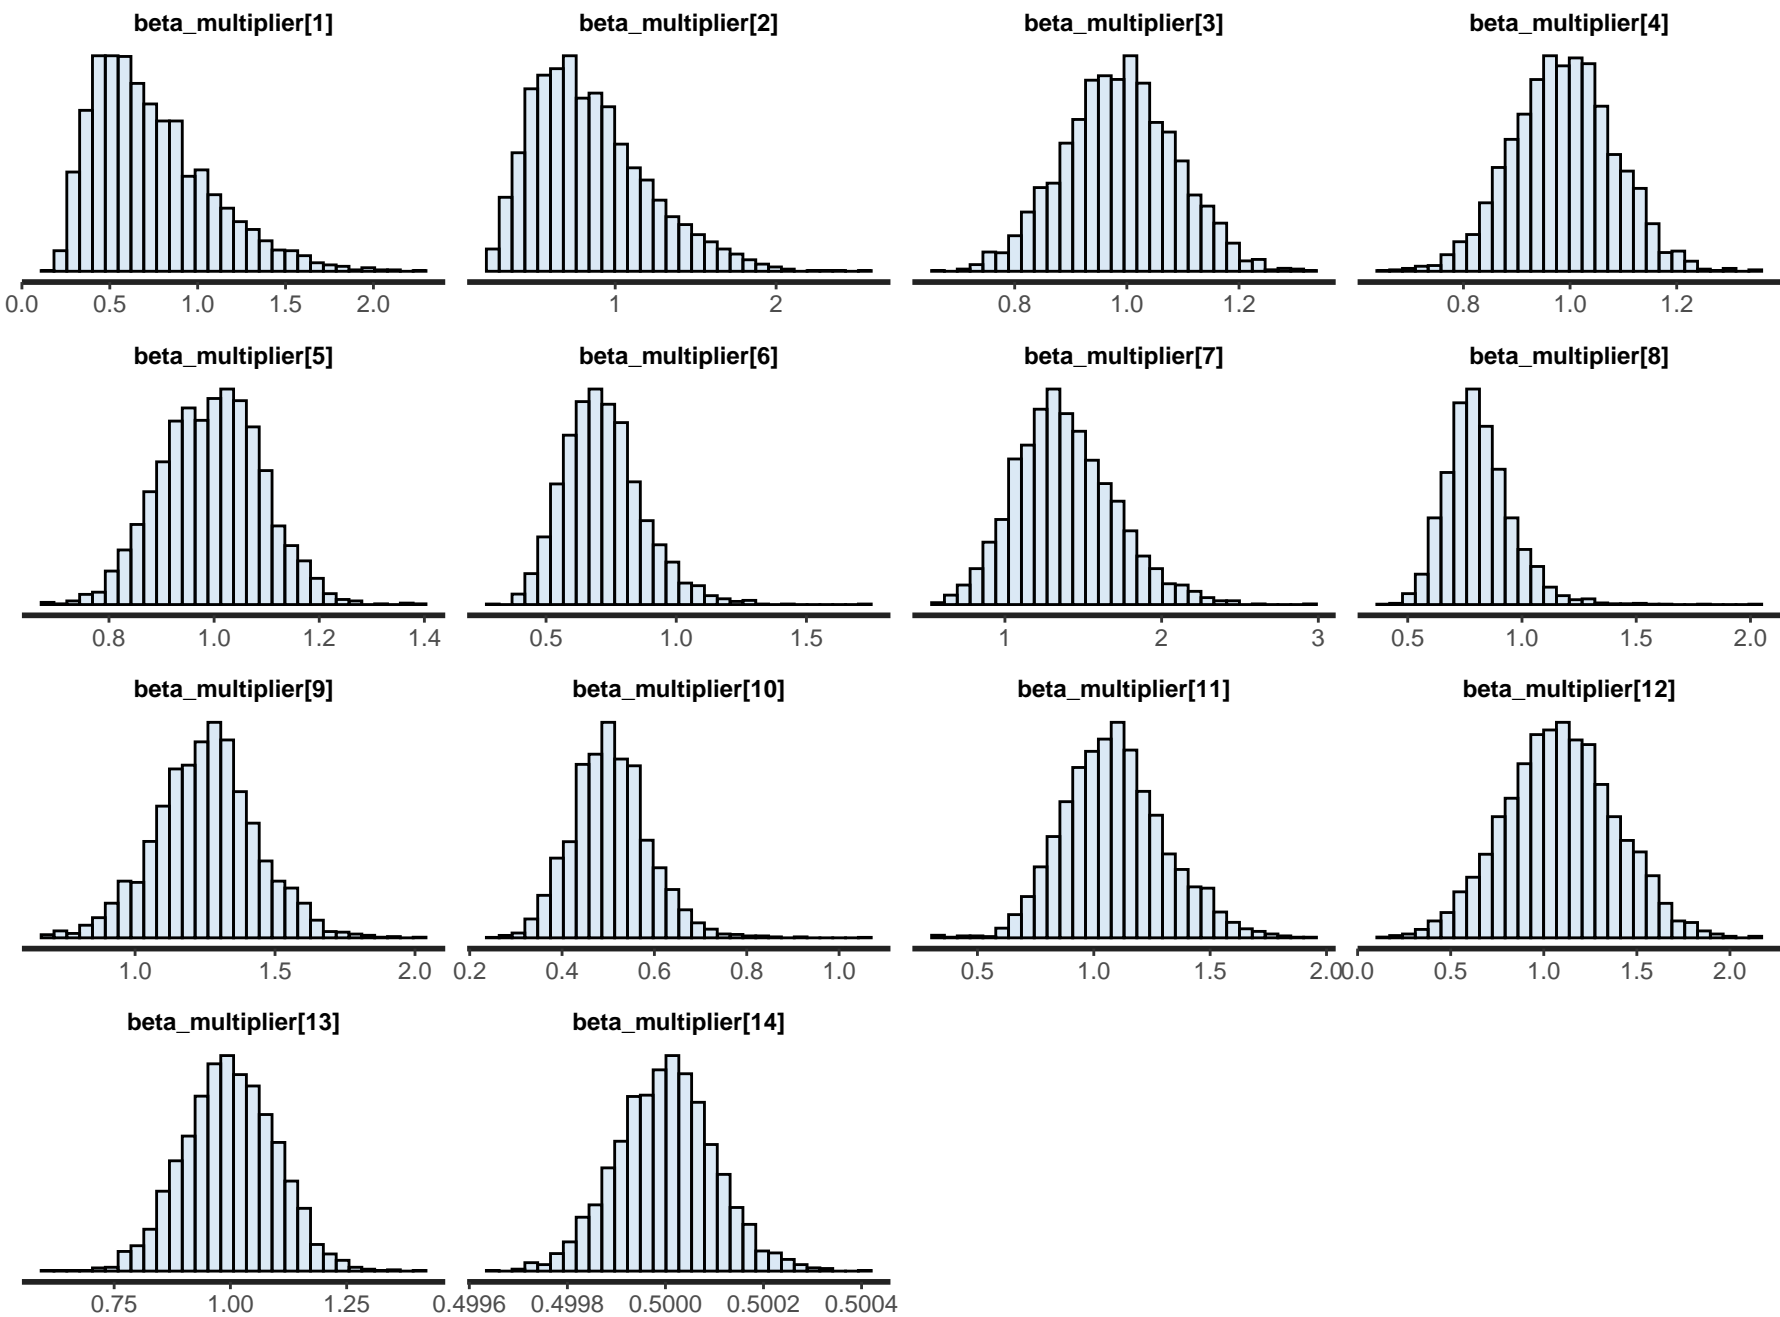 beta_multiplier[1] beta_multiplier[2] beta_multiplier[3] beta_multiplier[4]
0.0 0.5 1.0 1.5 2.0 1 2 0.8 1.0 1.2 0.8 1.0 1.2
beta_multiplier[5] beta_multiplier[6] beta_multiplier[7] beta_multiplier[8]
0.8 1.0 1.2 1.4 0.5 1.0 1.5 1 2 3 0.5 1.0 1.5 2.0
beta_multiplier[9] beta_multiplier[10] beta_multiplier[11] beta_multiplier[12]
1.0 1.5 2.0 0.2 0.4 0.6 0.8 1.0 0.5 1.0 1.5 2.0 0.0 0.5 1.0 1.5 2.0
beta_multiplier[13] beta_multiplier[14]
0.75 1.00 1.25 0.4996 0.4998 0.5000 0.5002 0.5004